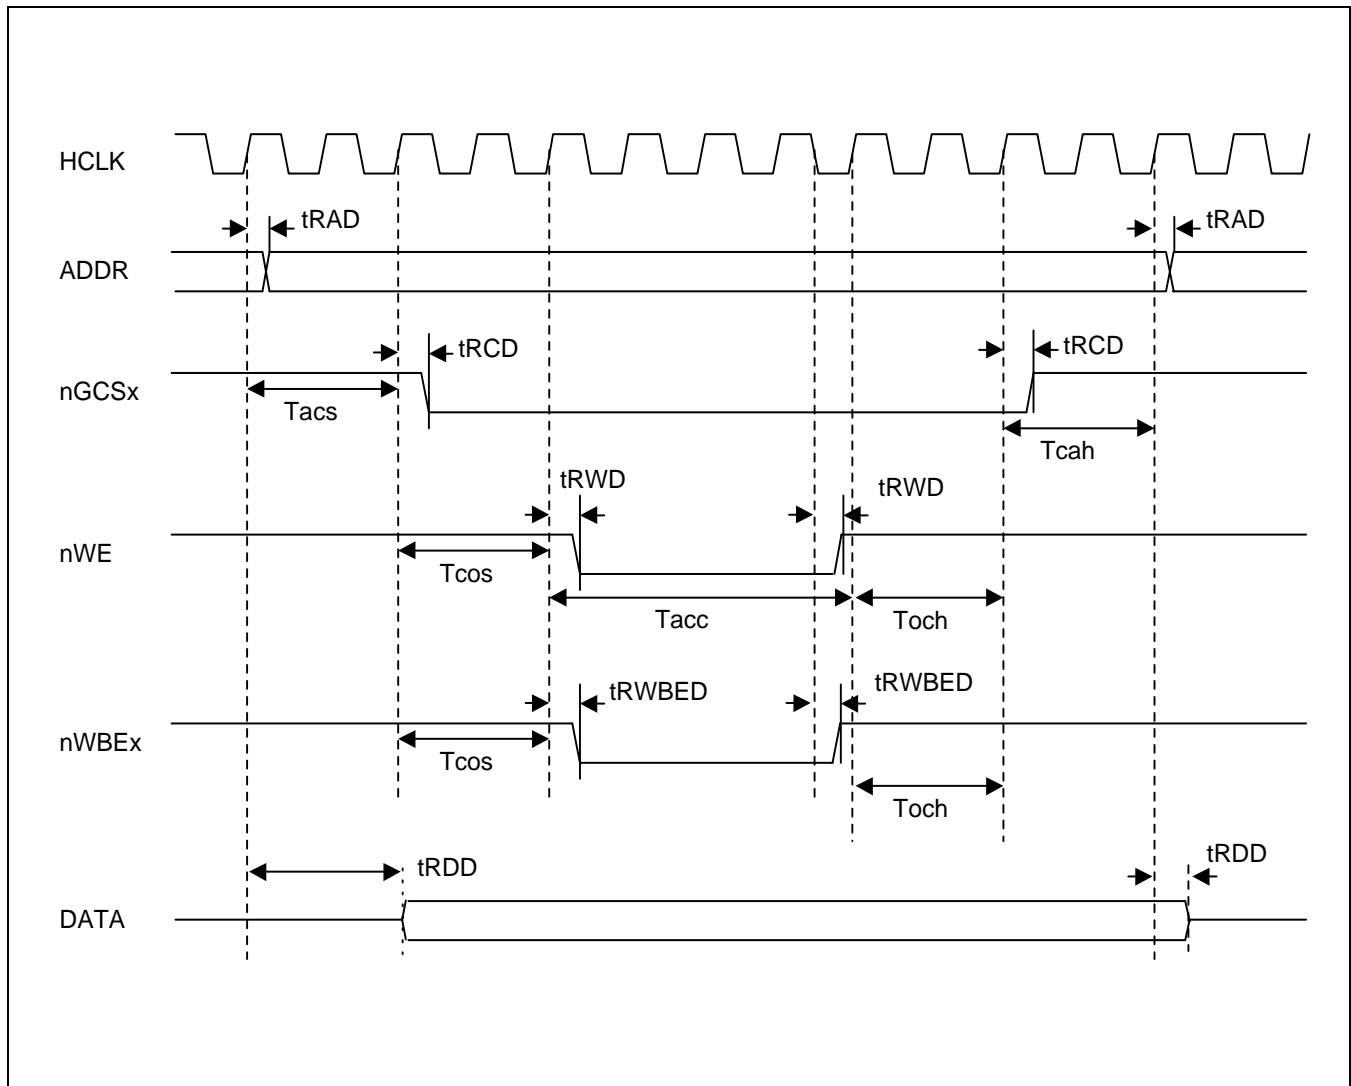 HCLK
tRAD
tRAD
ADDR
tRCD
tRCD
nGCSx
Tacs
Tcah
tRWD
tRWD
nWE
Tcos
Tacc
Toch
tRWBED
tRWBED
nWBEx
Tcos
Toch
tRDD
tRDD
DATA